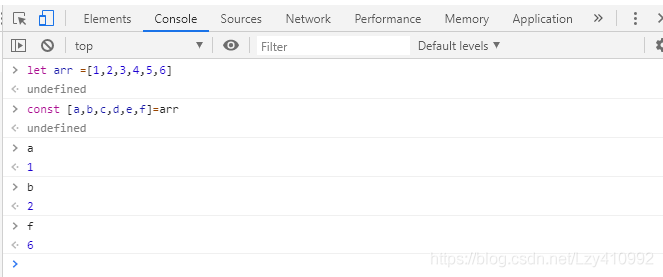 Elements Console Sources Network Performance Memory Application »
top ▼ Filter Default levels ▼
> let arr =[1,2,3,4,5,6]
< undefined
> const [a,b,c,d,e,f]=arr
< undefined
> a
< 1
> b
< 2
> f
< 6
>
https://blog.csdn.net/Lzy410992